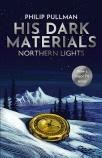 PHILIP PULLMAN
HIS DARK
MATERIALS
NORTHERN LIGHTS